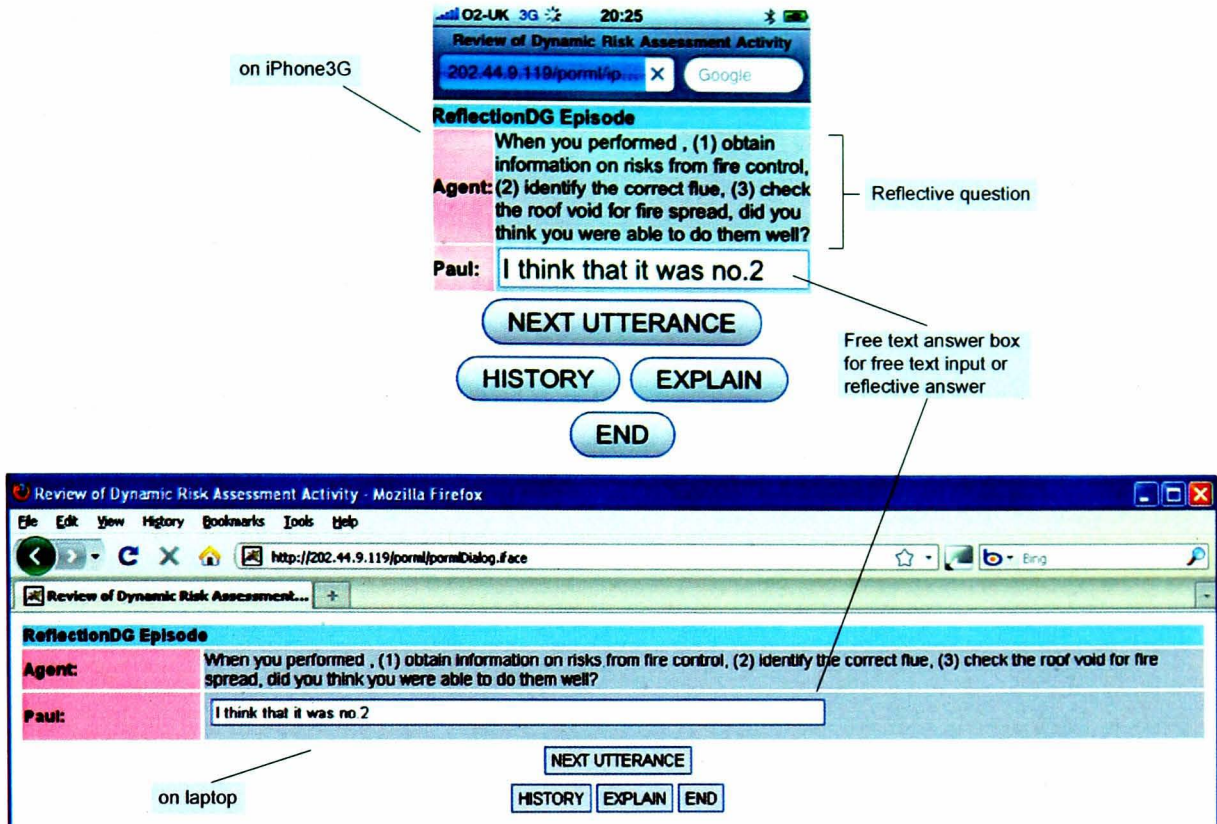 O2-UK 3G 20:25
Review of Dynamic Risk Assessment Activity
202.44.9.119/porml/ip... X Google
on iPhone3G
ReflectionDG Episode
Agent: When you performed , (1) obtain
information on risks from fire control,
(2) identify the correct flue, (3) check
the roof void for fire spread, did you
think you were able to do them well?
Reflective question
Paul: I think that it was no.2
NEXT UTTERANCE
HISTORY EXPLAIN
END
Free text answer box
for free text input or
reflective answer
Review of Dynamic Risk Assessment Activity - Mozilla Firefox
File Edit View History Bookmarks Tools Help
http://202.44.9.119/porml/pormlDialog.iface Bing
Review of Dynamic Risk Assessment... +
ReflectionDG Episode
Agent: When you performed , (1) obtain information on risks from fire control, (2) identify the correct flue, (3) check the roof void for fire
spread, did you think you were able to do them well?
Paul: I think that it was no.2
on laptop
NEXT UTTERANCE
HISTORY EXPLAIN END